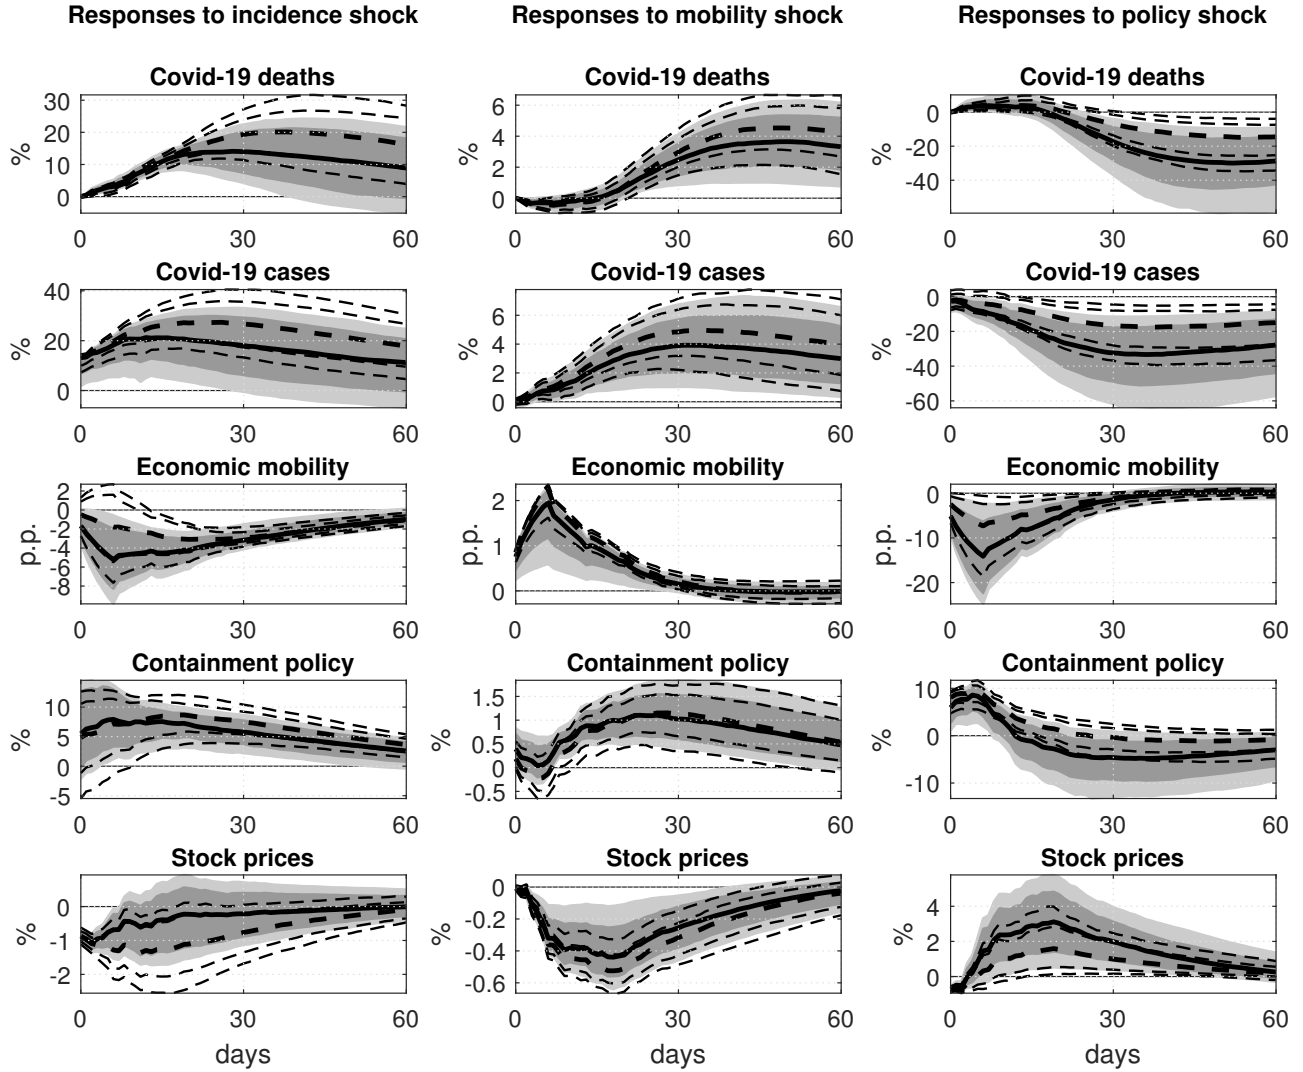 Responses to incidence shock Responses to mobility shock Responses to policy shock
Covid-19 deaths Covid-19 deaths Covid-19 deaths
30 6 0
20 4 -20
% % %
10 2 -40
0 0
0 30 60 0 30 60 0 30 60
Covid-19 cases Covid-19 cases Covid-19 cases
40 6 0
20 4 -20
% % %
2 -40
0 0 -60
0 30 60 0 30 60 0 30 60
Economic mobility Economic mobility Economic mobility
2 2 0
0
-2 1 -10
p.p. p.p. p.p.
-4
-6 -20
-8 0
0 30 60 0 30 60 0 30 60
Containment policy Containment policy Containment policy
10 1.5 10
5 1 0
% % %
0.5
0 0 -10
-5 -0.5
0 30 60 0 30 60 0 30 60
Stock prices Stock prices Stock prices
0 0 4
-0.2
% % %
-1 -0.4 2
-2 -0.6 0
0 30 60 0 30 60 0 30 60
days days days